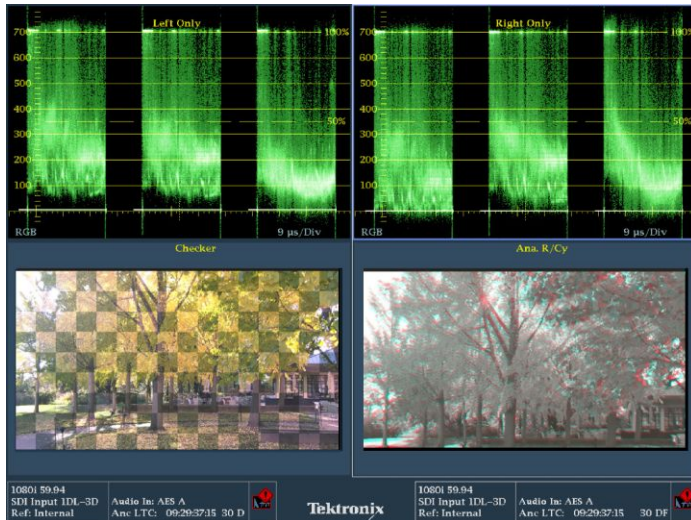 Left Only
700
100%
600
500
400
300
50%
200
100
RGB
9 µs/Div
Right Only
700
100%
600
500
400
300
50%
200
100
RGB
9 µs/Div
Checker
Ana. R/Cy
1080i 59.94
SDI Input 1DL-3D
Ref: Internal
Audio In: AES A
Anc LTC: 09:29:37:15 30 D
Tektronix
1080i 59.94
SDI Input 1DL-3D
Ref: Internal
Audio In: AES A
Anc LTC: 09:29:37:15 30 DF